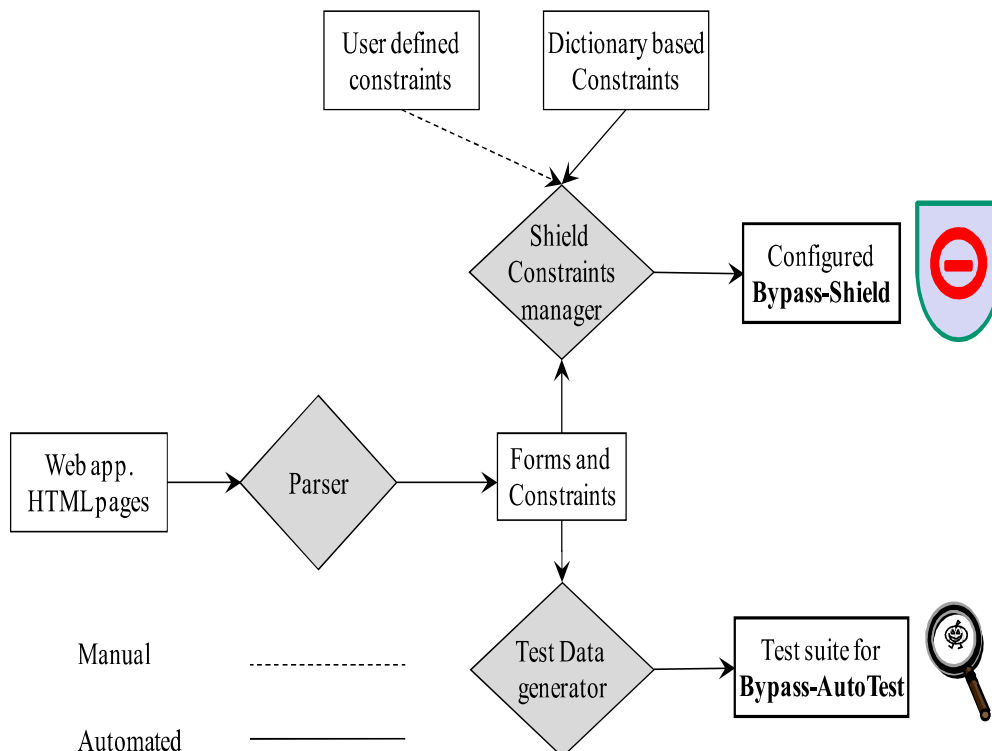 User defined
constraints
Dictionary based
Constraints
Shield
Constraints
manager
Configured
Bypass-Shield
Web app.
HTML pages
Parser
Forms and
Constraints
Test Data
generator
Test suite for
Bypass-AutoTest
Manual
Automated